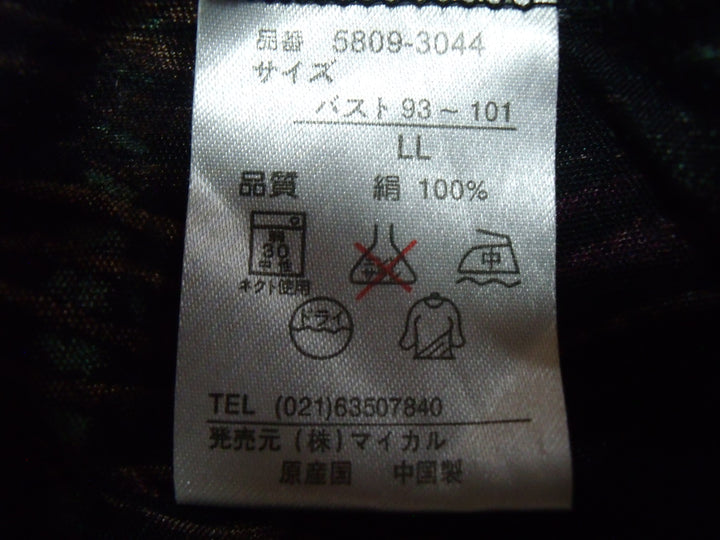 品番 5809-3044
サイズ
バスト 93～101
LL
品質 絹 100%
弱
30
中性
中
ネクト使用
ドライ
TEL (021)63507840
発売元 (株)マイカル
原産国 中国製